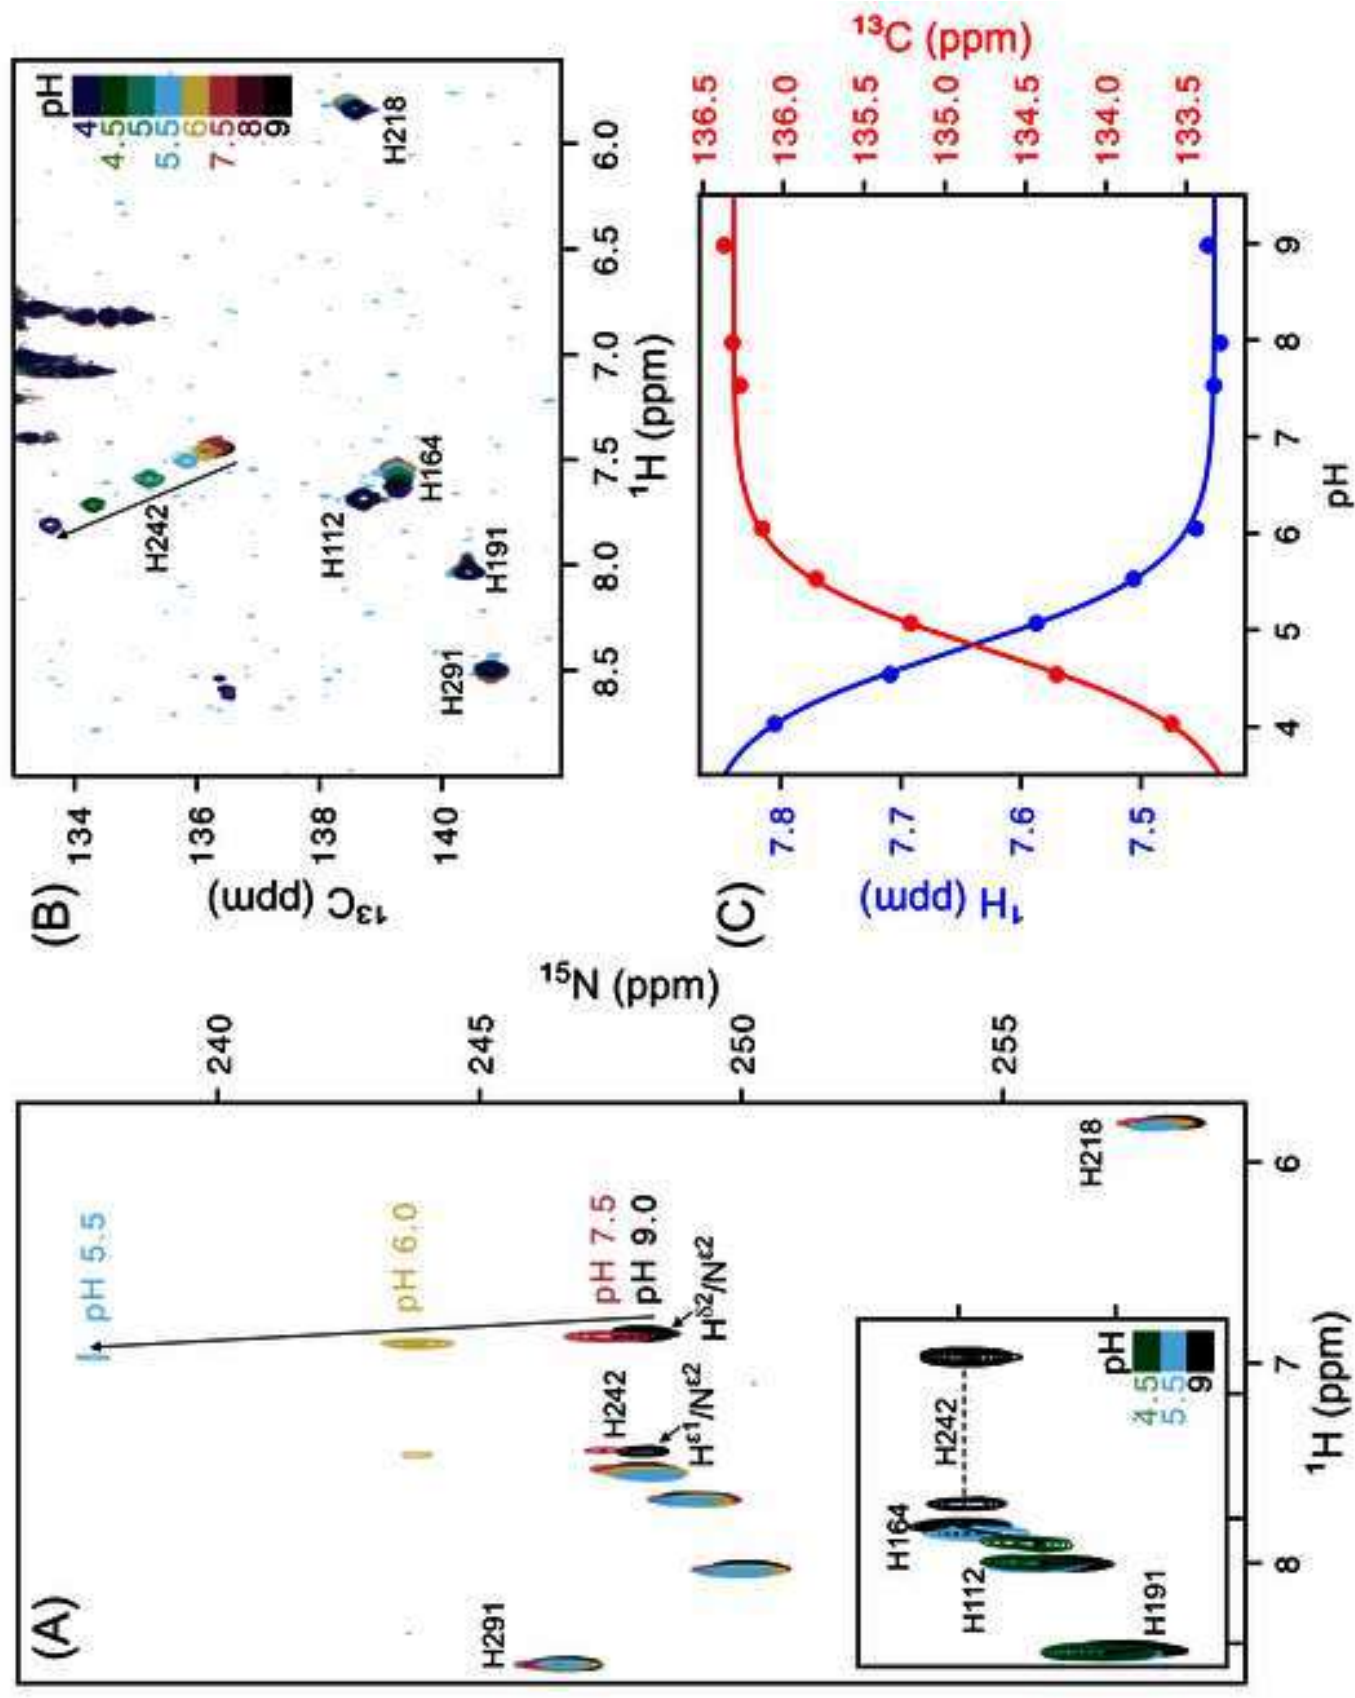 (A)
240
245
250
255
¹⁵N (ppm)
6
7
8
¹H (ppm)
pH 5.5
pH 6.0
pH 7.5
pH 9.0
Hδ2/Nε2
H242
Hε1/Nε2
H291
H218
H164
H112
H191
H242
pH
4.5
5.5
9
(B)
134
136
138
140
¹³C (ppm)
8.5
8.0
7.5
7.0
6.5
6.0
¹H (ppm)
H242
H112
H164
H191
H291
H218
pH
4
4.5
5
5.5
6
7.5
8
9
(C)
7.8
7.7
7.6
7.5
¹H (ppm)
136.5
136.0
135.5
135.0
134.5
134.0
133.5
¹³C (ppm)
4
5
6
7
8
9
pH